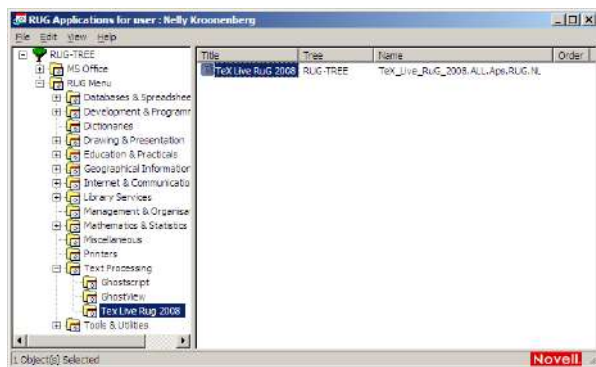 RUG Applications for user : Nelly Kroonenberg
File Edit View Help
RUG-TREE
MS Office
RUG Menu
Databases & Spreadshee
Development & Programm
Dictionaries
Drawing & Presentation
Education & Practicals
Geographical Information
Internet & Communicatio
Library Services
Management & Organisa
Mathematics & Statistics
Miscellaneous
Printers
Text Processing
Ghostscript
GhostView
Tex Live Rug 2008
Tools & Utilities
Title Tree Name Order
TeX Live RuG 2008 RUG-TREE TeX_Live_RuG_2008.ALL.Aps.RUG.NL
1 Object(s) Selected
Novell.